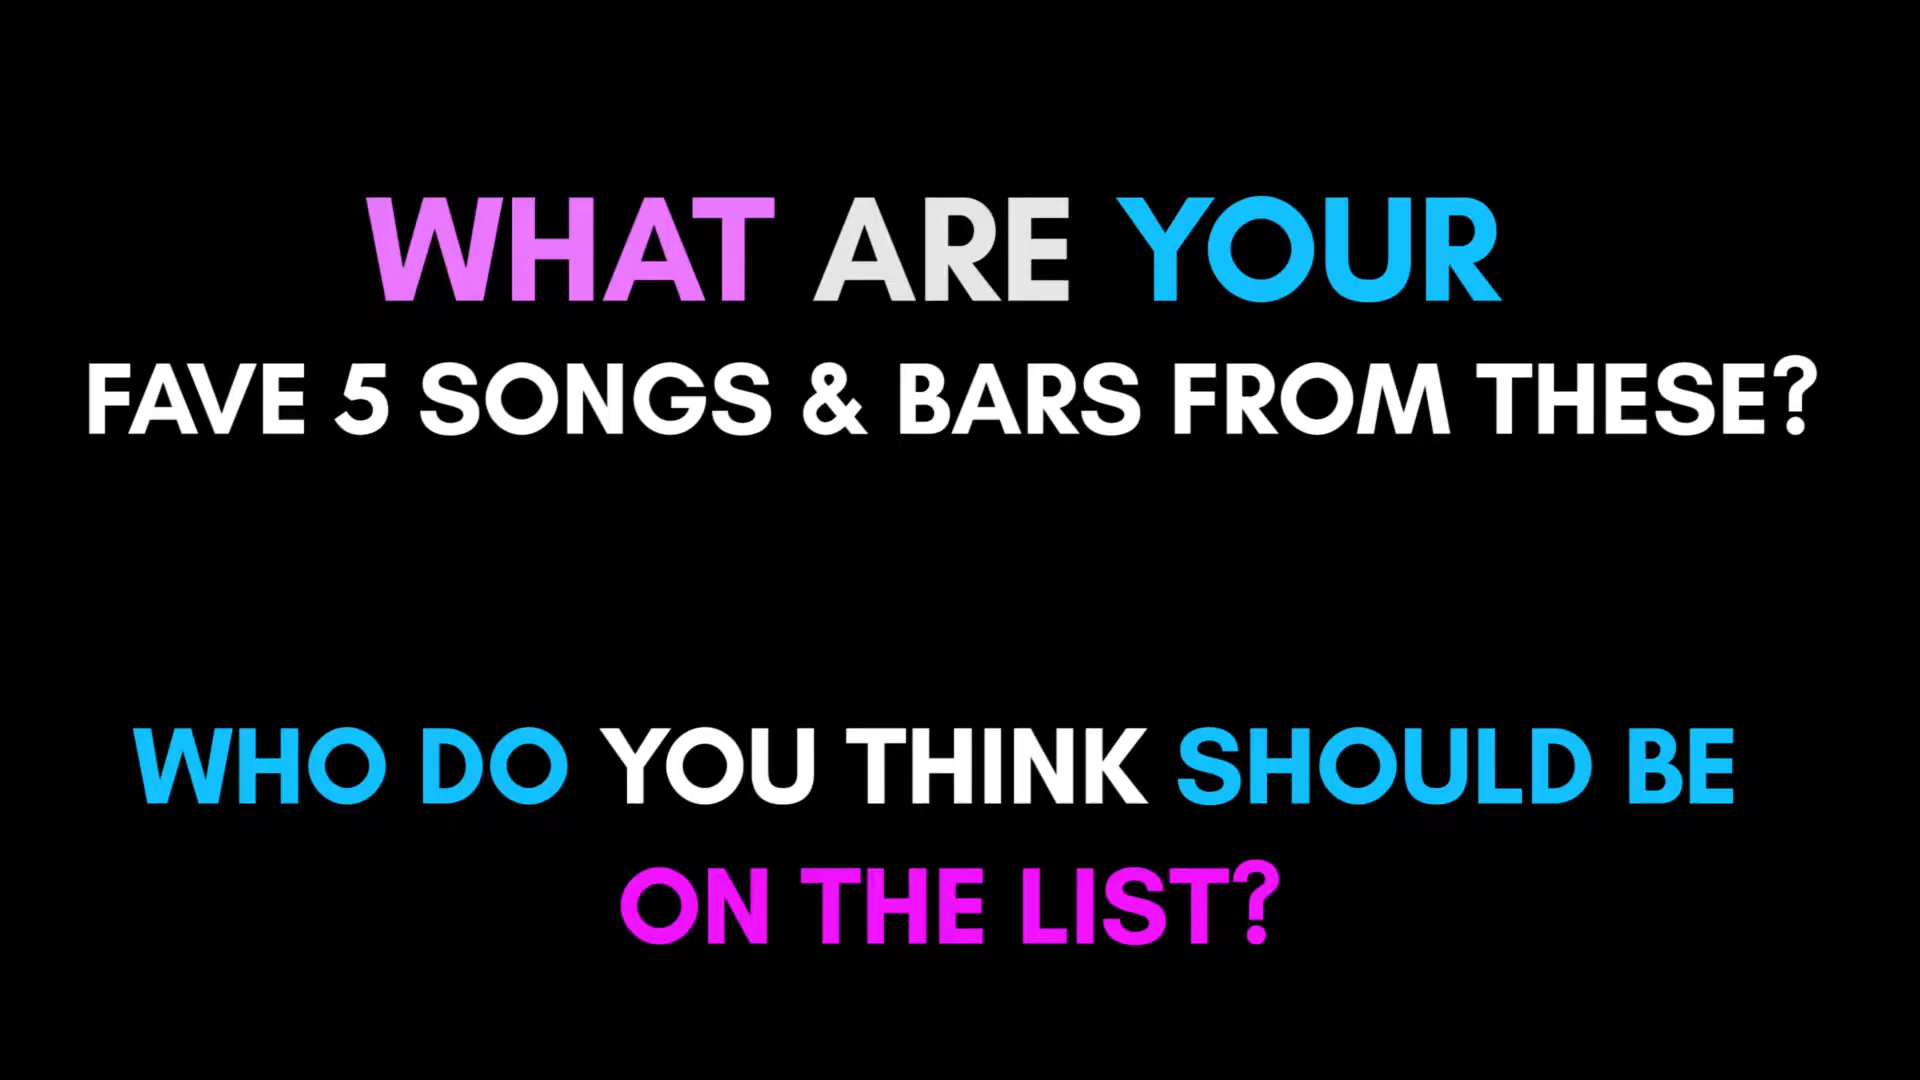 WHAT ARE YOUR
FAVE 5 SONGS & BARS FROM THESE?
WHO DO YOU THINK SHOULD BE
ON THE LIST?